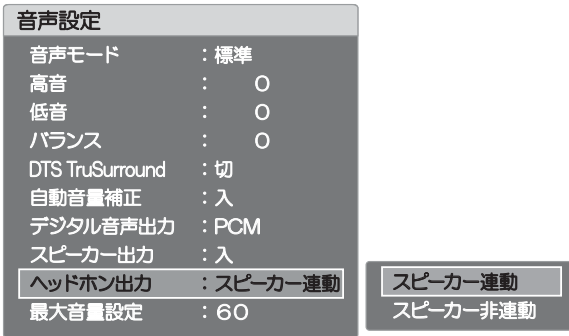 音声設定
音声モード : 標準
高音 : 0
低音 : 0
バランス : 0
DTS TruSurround : 切
自動音量補正 : 入
デジタル音声出力 : PCM
スピーカー出力 : 入
ヘッドホン出力 : スピーカー連動
最大音量設定 : 60
スピーカー連動
スピーカー非連動